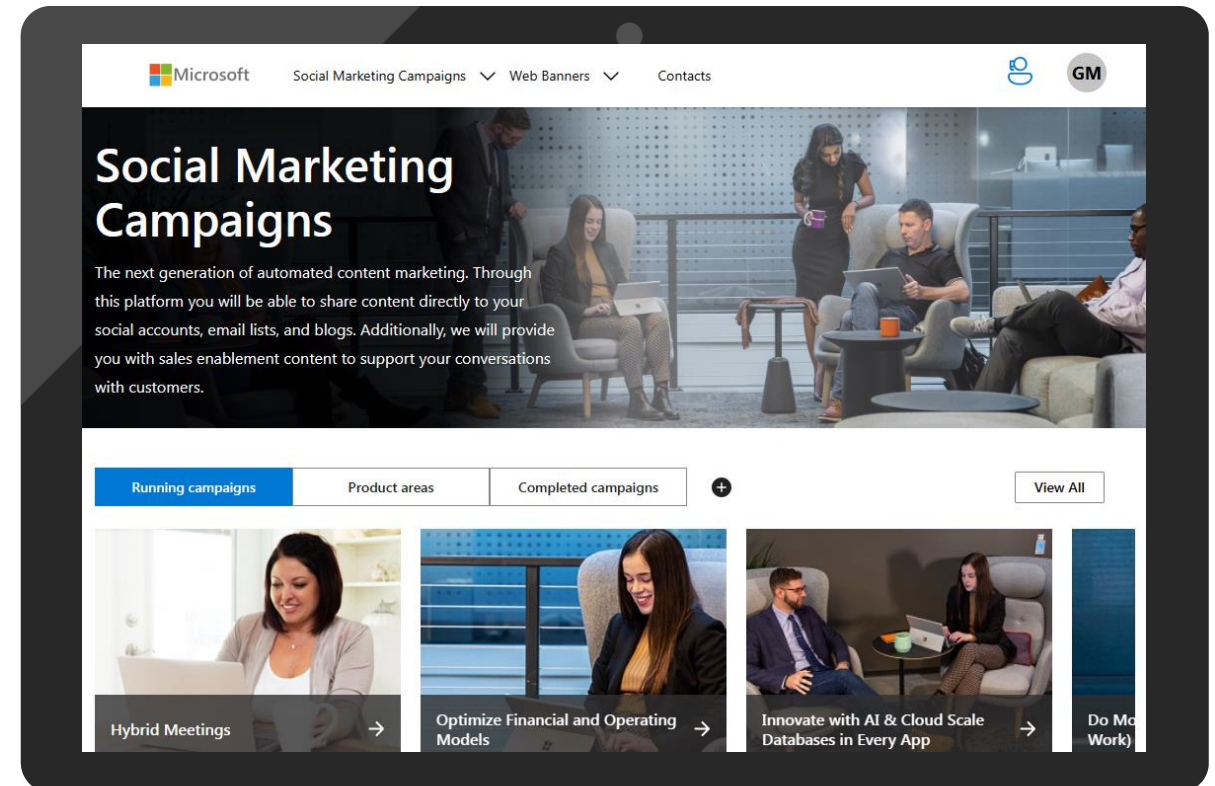 Microsoft
Social Marketing Campaigns
Web Banners
Contacts
GM
Social Marketing
Campaigns
The next generation of automated content marketing. Through
this platform you will be able to share content directly to your
social accounts, email lists, and blogs. Additionally, we will provide
you with sales enablement content to support your conversations
with customers.
Running campaigns
Product areas
Completed campaigns
View All
Hybrid Meetings
Optimize Financial and Operating
Models
Innovate with AI & Cloud Scale
Databases in Every App
Do Mo
Work)